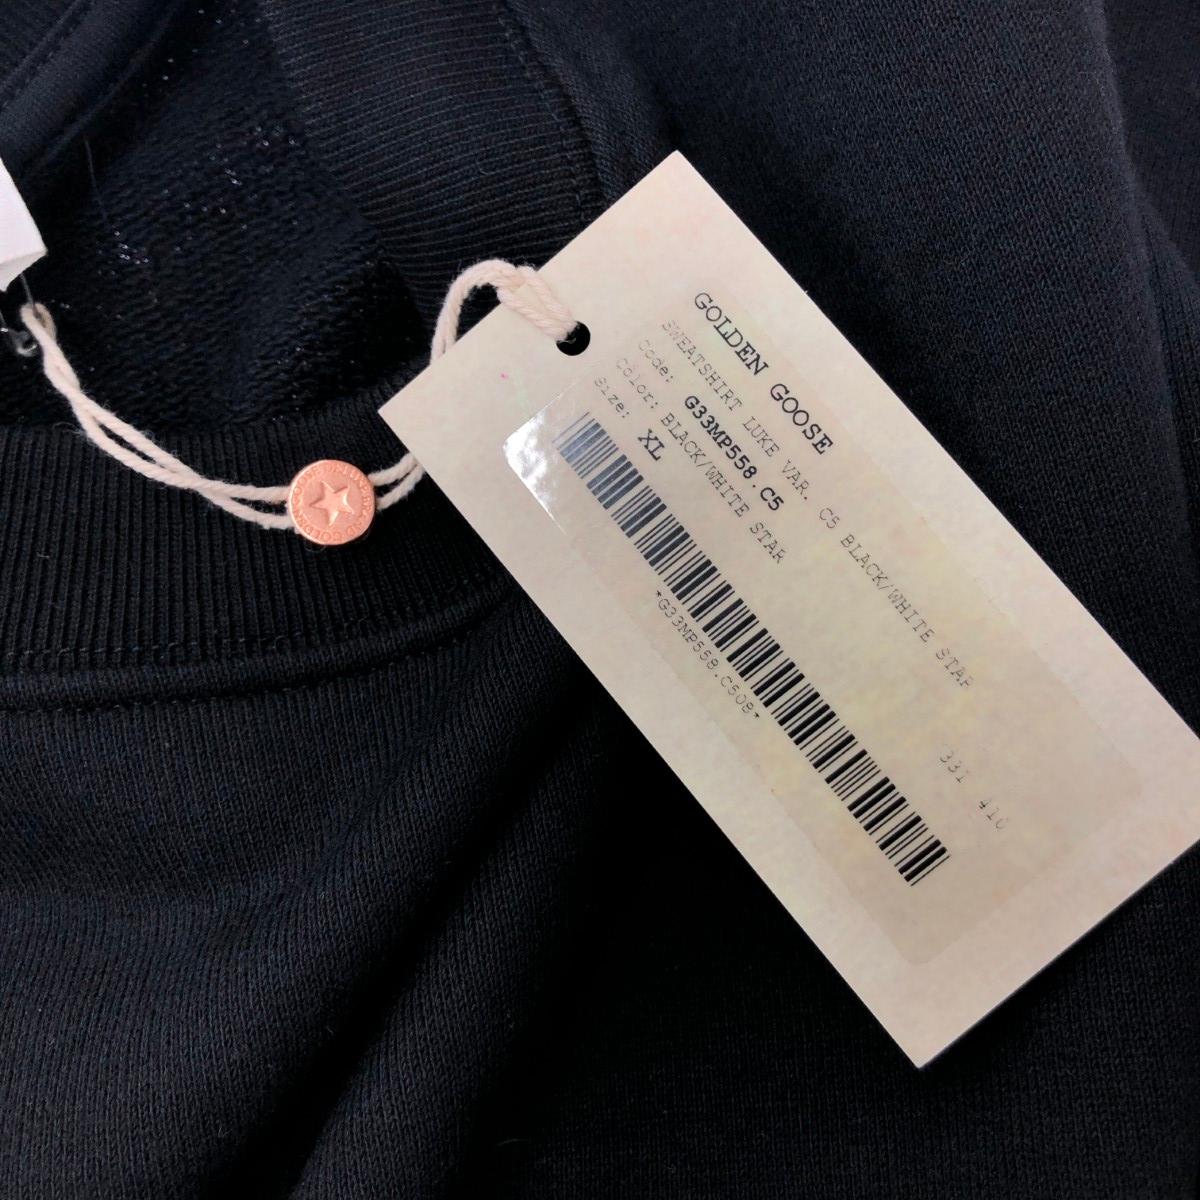 GOLDEN GOOSE
SWEATSHIRT LUKE VAR. C5 BLACK/WHITE STAR
Code: G33MP558.C5
Color: BLACK/WHITE STAR
Size: XL
*G33MP558.C508*
331 410